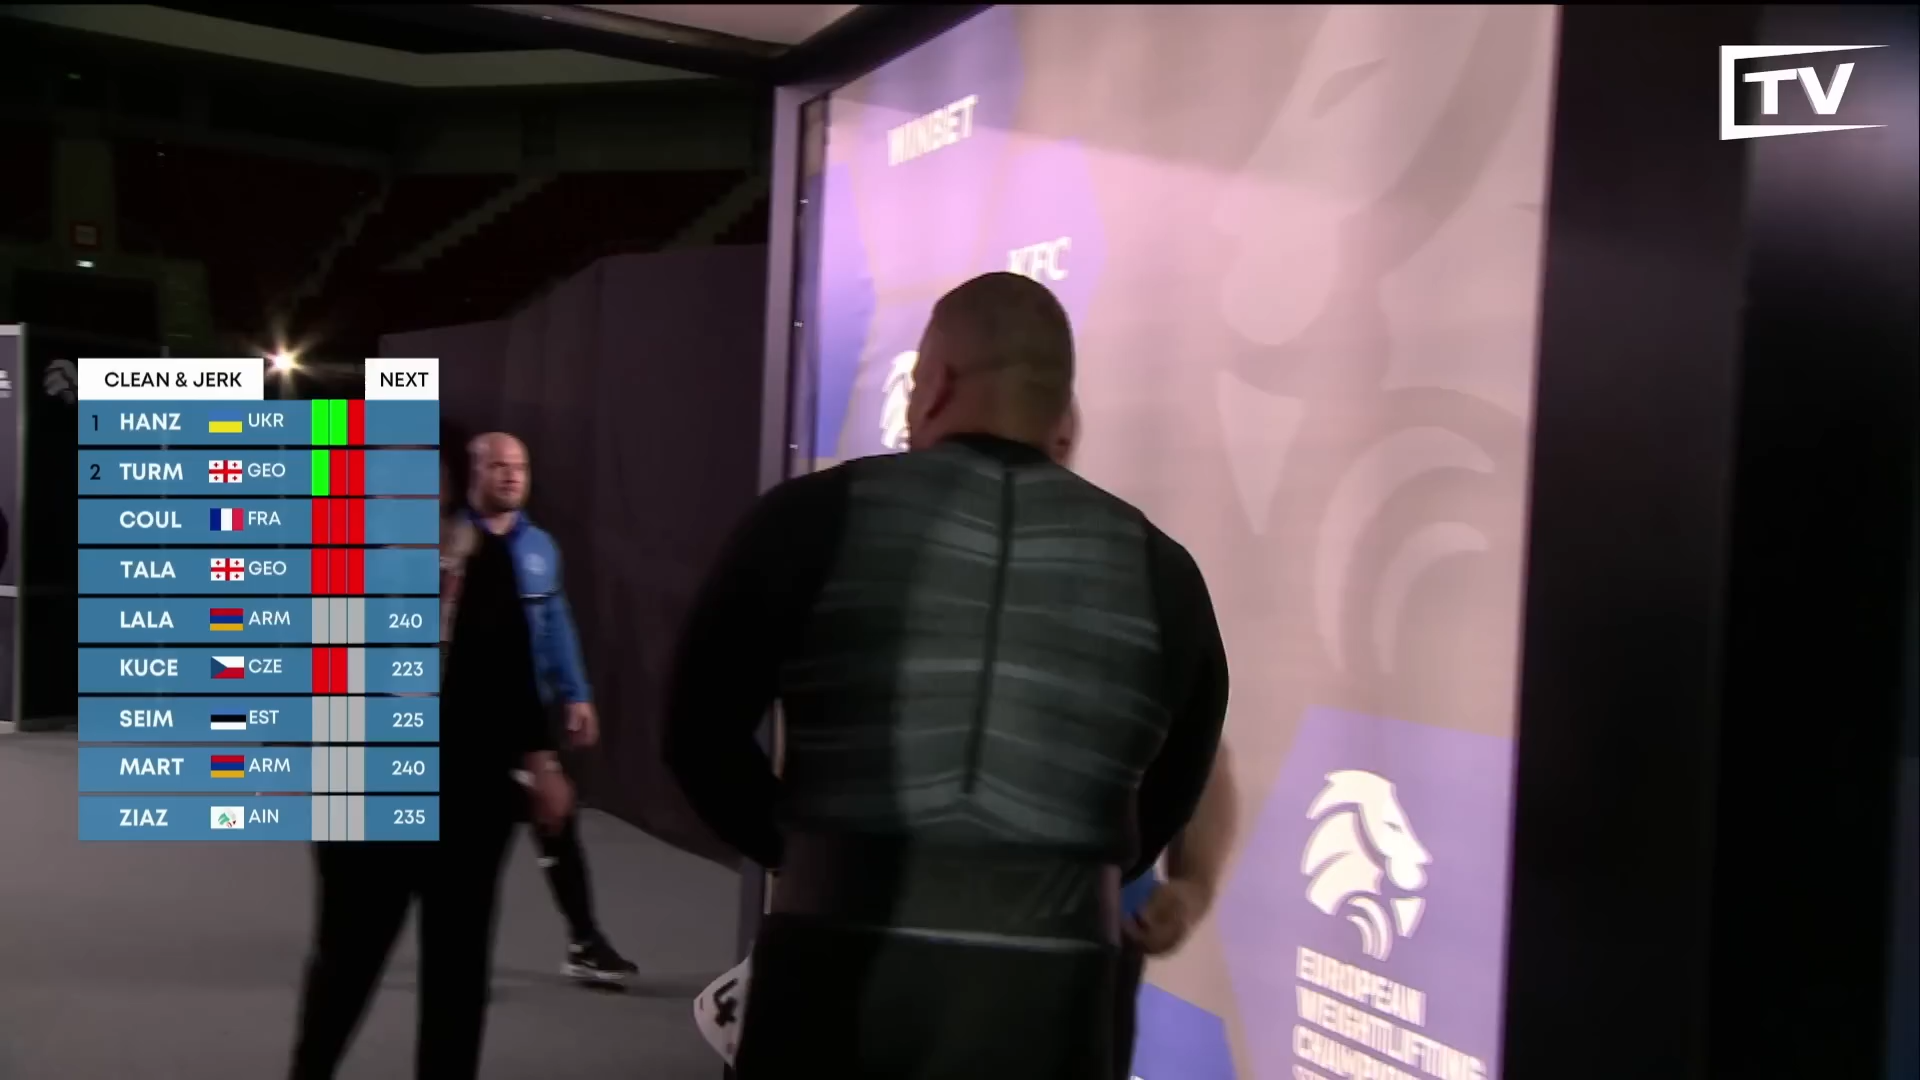 TV
WINBET
KFC
CLEAN & JERK NEXT
1 HANZ UKR
2 TURM GEO
COUL FRA
TALA GEO
LALA ARM 240
KUCE CZE 223
SEIM EST 225
MART ARM 240
ZIAZ AIN 235
EUROPEAN
WEIGHTLIFTING
4